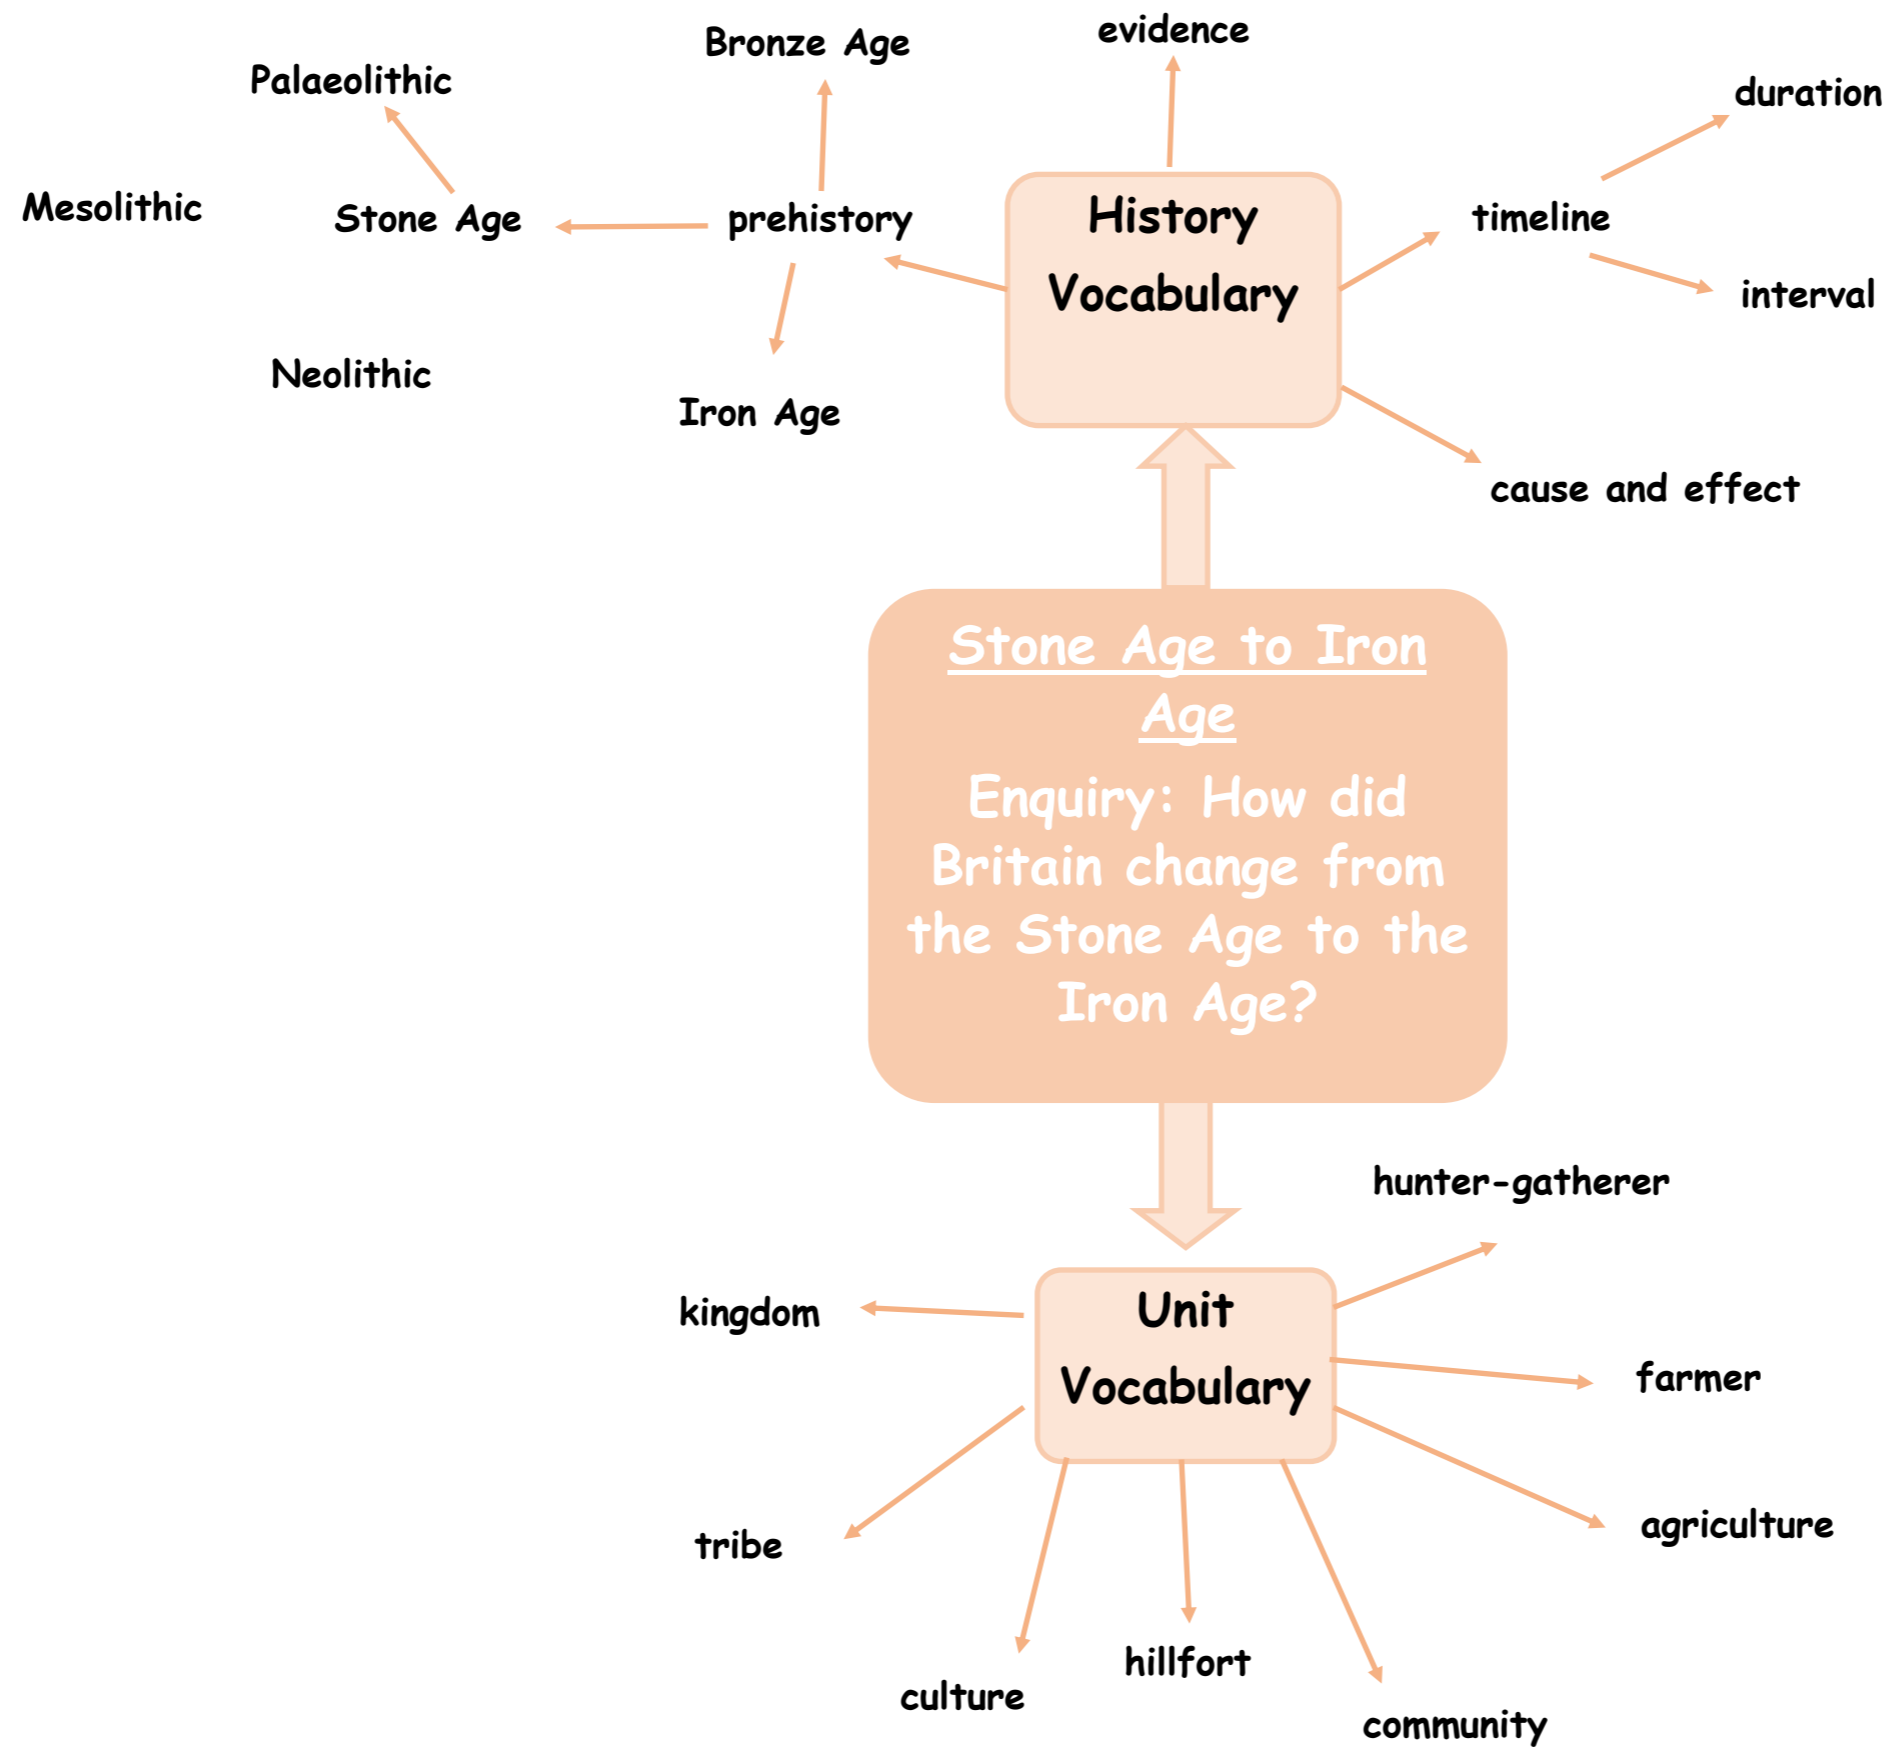 evidence
Bronze Age
Palaeolithic
duration
Mesolithic
Stone Age
prehistory
History
Vocabulary
timeline
interval
Neolithic
Iron Age
cause and effect
Stone Age to Iron
Age
Enquiry: How did
Britain change from
the Stone Age to the
Iron Age?
hunter-gatherer
kingdom
Unit
Vocabulary
farmer
agriculture
tribe
hillfort
culture
community